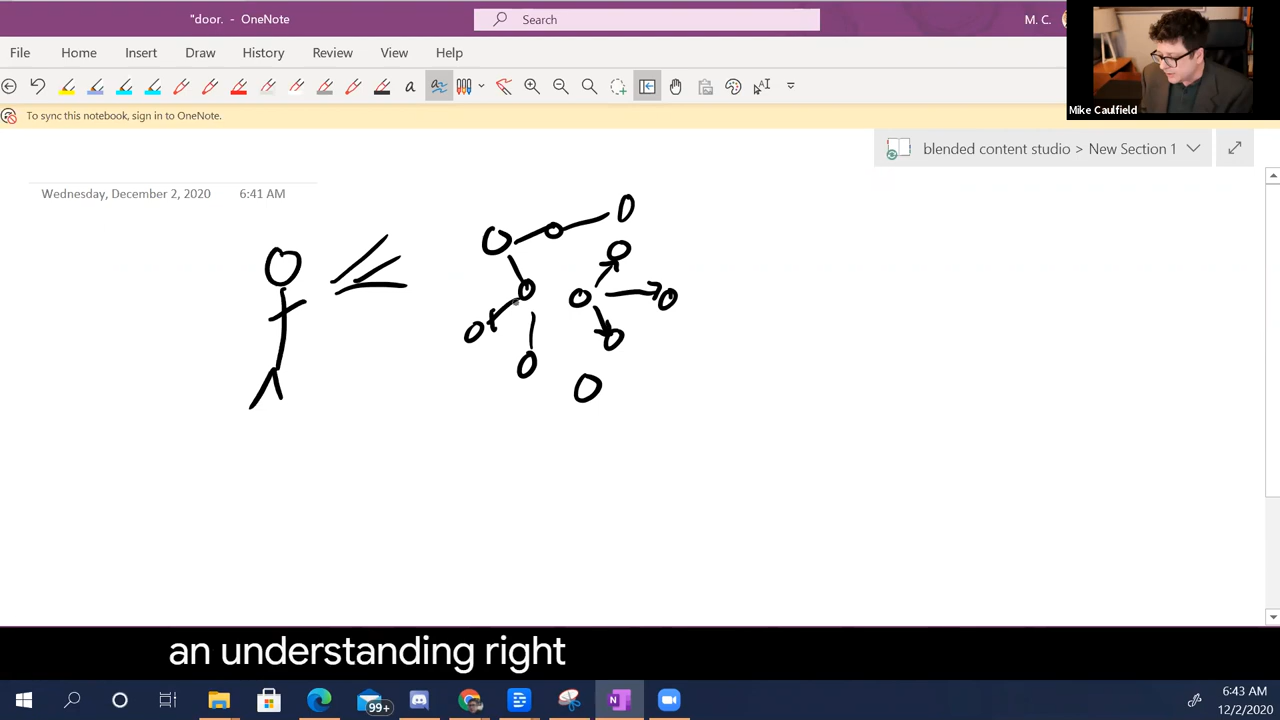 "door. - OneNote
Search
M. C.
File Home Insert Draw History Review View Help
To sync this notebook, sign in to OneNote.
Mike Caulfield
blended content studio > New Section 1
Wednesday, December 2, 2020 6:41 AM
an understanding right
99+
6:43 AM
12/2/2020